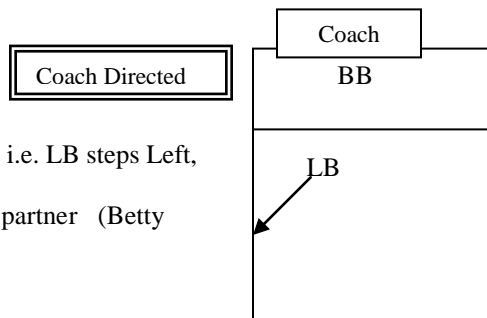 Coach
Coach Directed
BB
i.e. LB steps Left,
LB
partner (Betty